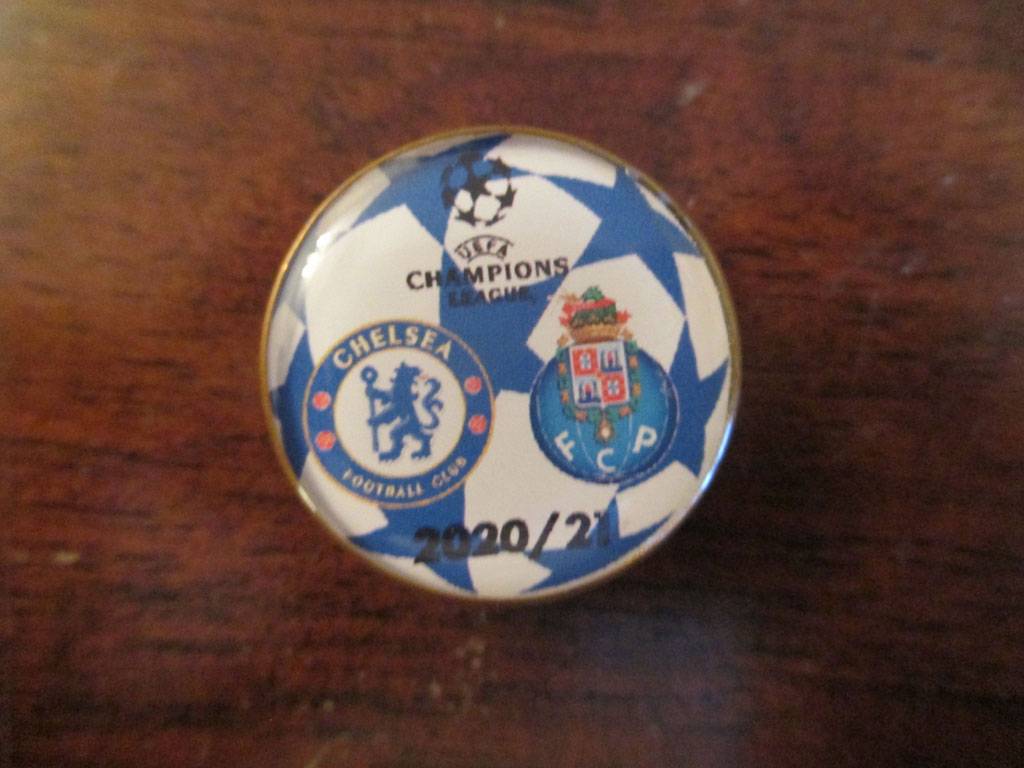 UEFA
CHAMPIONS
LEAGUE
CHELSEA
FOOTBALL CLUB
FCP
2020/21